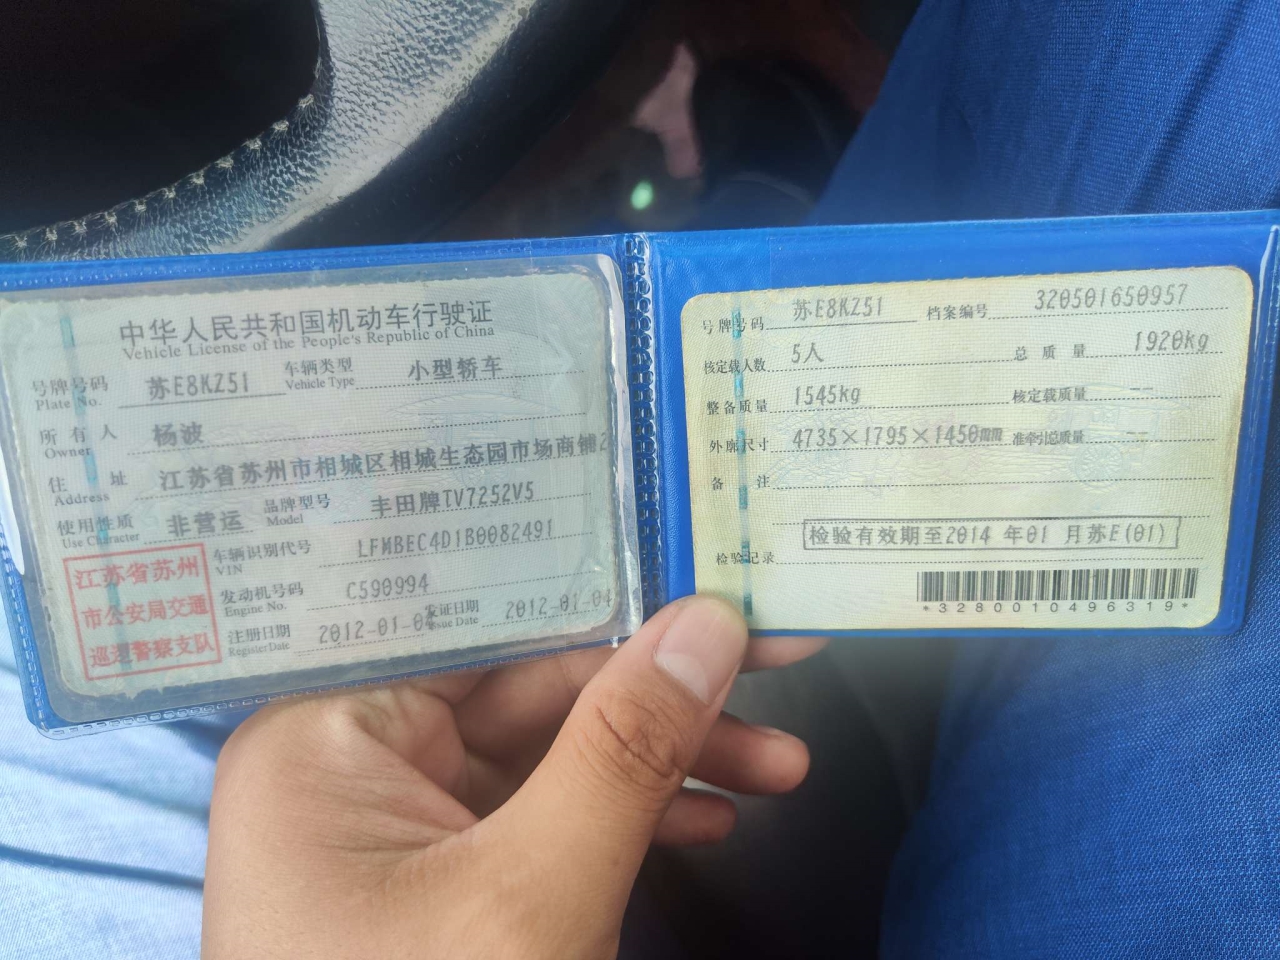 中华人民共和国机动车行驶证
Vehicle License of the People's Republic of China
号牌号码 苏E8KZ51 车辆类型 小型轿车
Plate No. Vehicle Type
所有人 杨波
Owner
住址 江苏省苏州市相城区相城生态园市场商铺2
Address
使用性质 非营运 品牌型号 丰田牌TV7252V5
Use Character Model
江苏省苏州
市公安局交通
巡逻警察支队
车辆识别代号 LFMBEC4D1B0082491
VIN
发动机号码 C590994
Engine No.
注册日期 2012-01-04 发证日期 2012-01-04
Register Date Issue Date
号牌号码 苏E8KZ51 档案编号 320501650957
核定载人数 5人 总质量 1920kg
整备质量 1545kg 核定载质量 --
外廓尺寸 4735×1795×1450mm 准牵引总质量 --
备注
检验有效期至2014 年01 月苏E(01)
检验记录
*3280010496319*